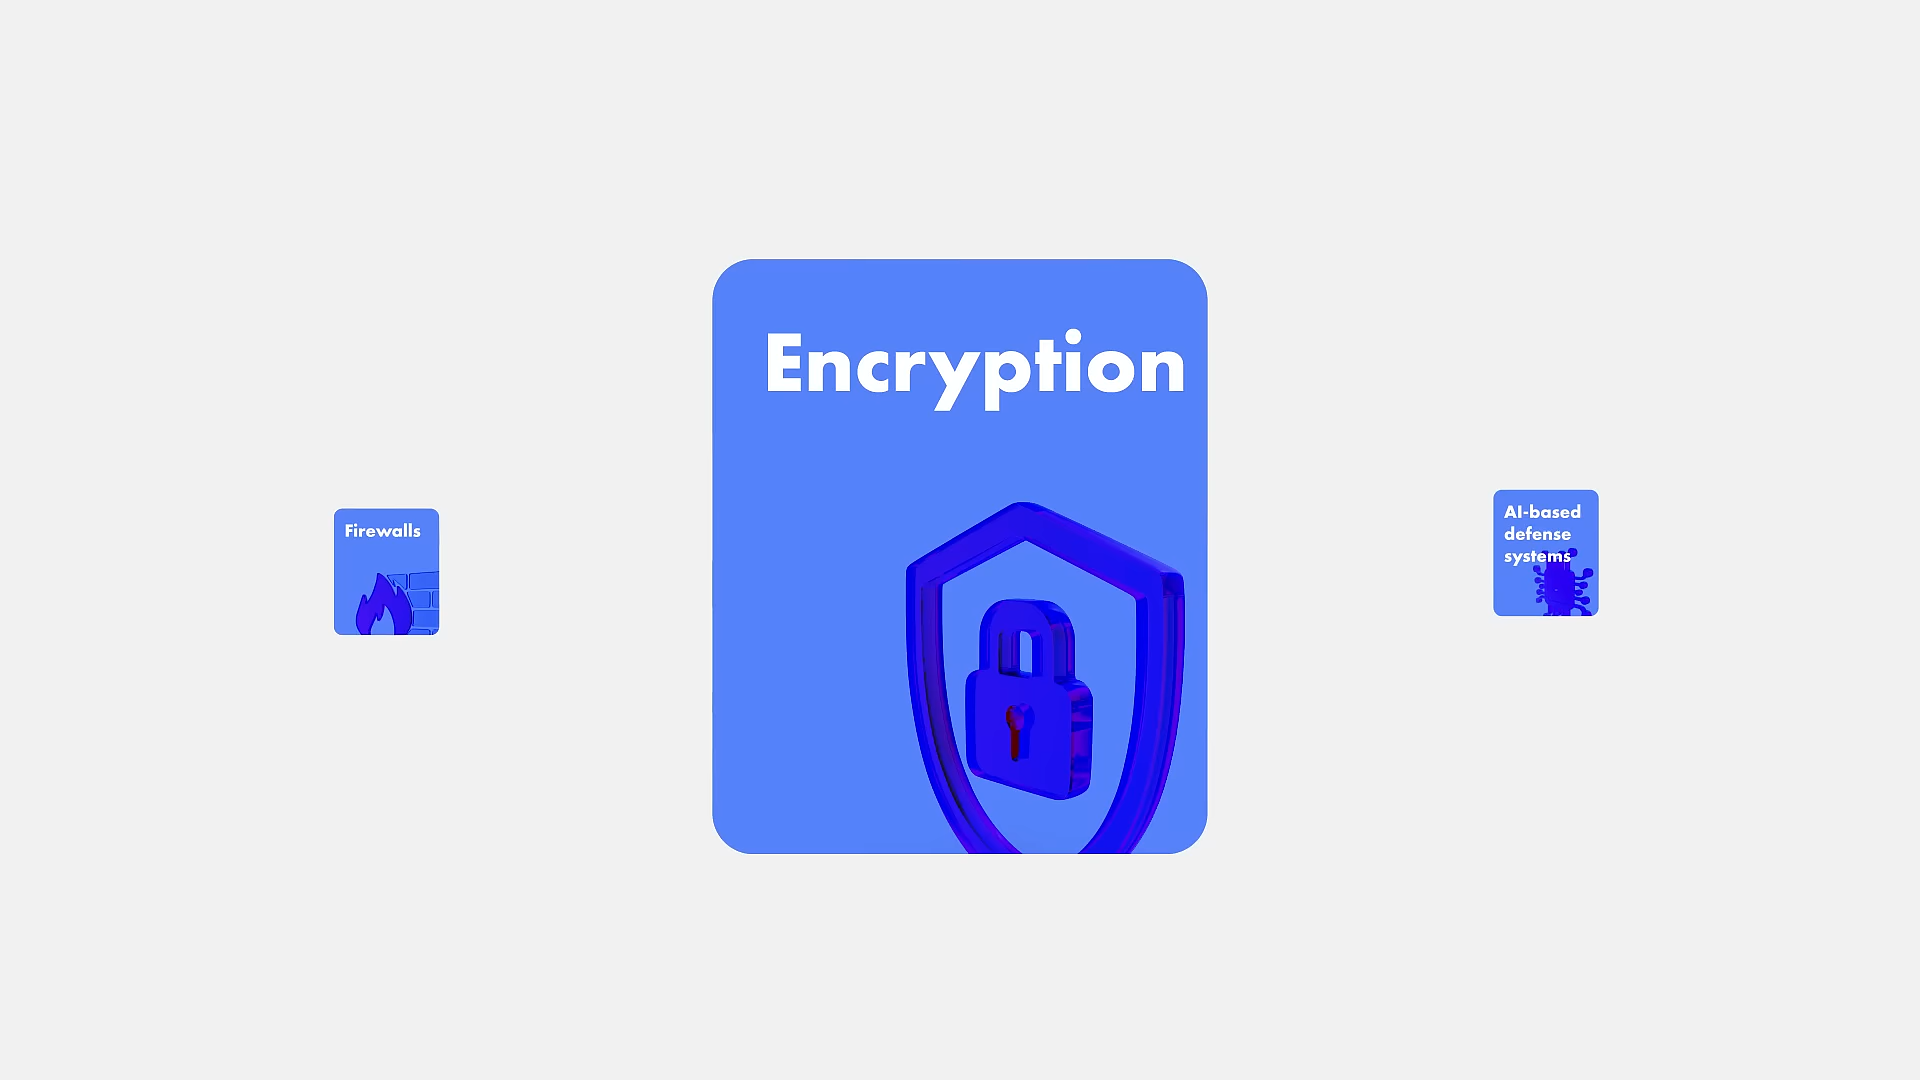 Firewalls
Encryption
AI-based
defense
systems